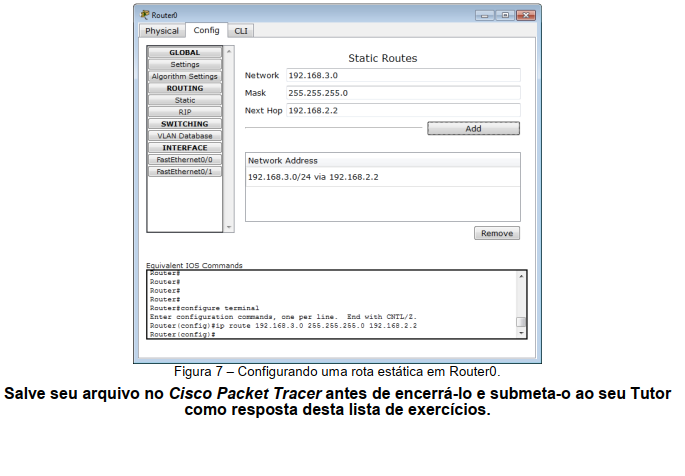 Router0
Physical Config CLI
GLOBAL
Settings
Algorithm Settings
ROUTING
Static
RIP
SWITCHING
VLAN Database
INTERFACE
FastEthernet0/0
FastEthernet0/1
Static Routes
Network 192.168.3.0
Mask 255.255.255.0
Next Hop 192.168.2.2
Add
Network Address
192.168.3.0/24 via 192.168.2.2
Remove
Equivalent IOS Commands
Router#
Router#
Router#
Router#
Router#configure terminal
Enter configuration commands, one per line. End with CNTL/Z.
Router(config)#ip route 192.168.3.0 255.255.255.0 192.168.2.2
Router(config)#
Figura 7 – Configurando uma rota estática em Router0.
Salve seu arquivo no Cisco Packet Tracer antes de encerrá-lo e submeta-o ao seu Tutor
como resposta desta lista de exercícios.